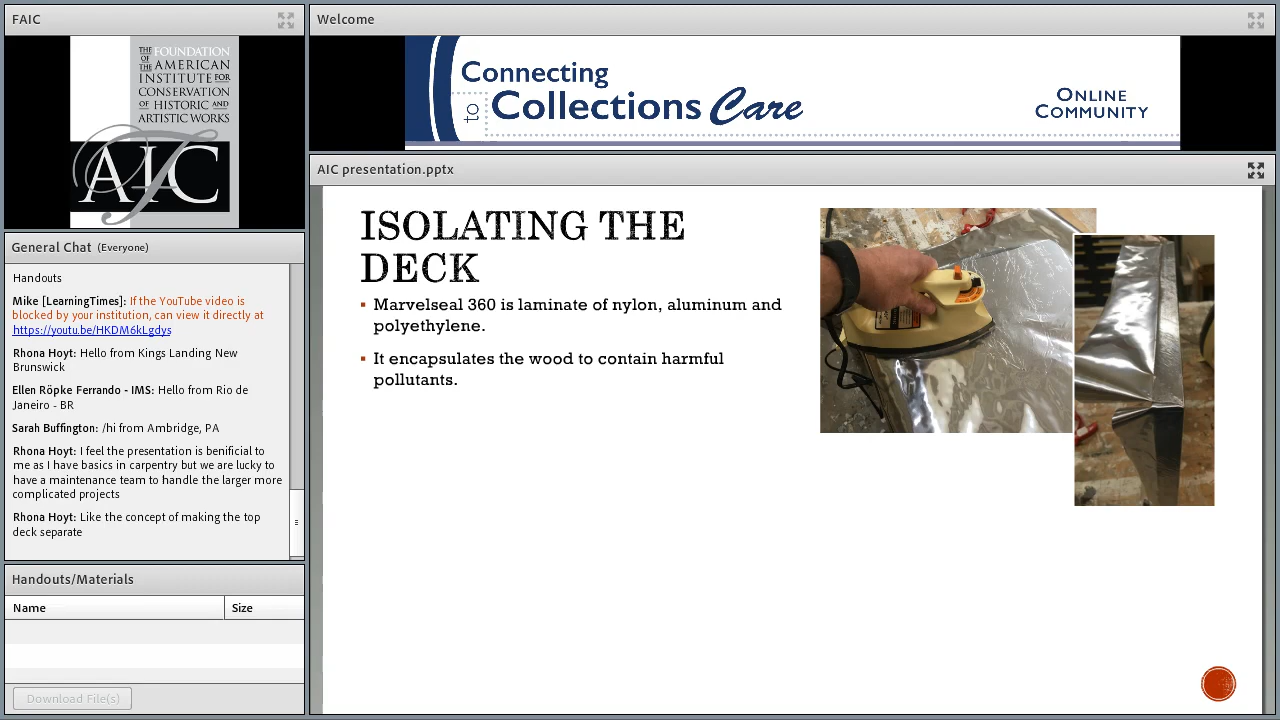 FAIC
THE FOUNDATION
OF THE AMERICAN
INSTITUTE FOR
CONSERVATION
OF HISTORIC AND
ARTISTIC WORKS
AIC
Welcome
Connecting
to Collections Care
ONLINE
COMMUNITY
General Chat (Everyone)
Handouts
Mike [LearningTimes]: If the YouTube video is
blocked by your institution, can view it directly at
https://youtu.be/HKDM6kLgdys
Rhona Hoyt: Hello from Kings Landing New
Brunswick
Ellen Röpke Ferrando - IMS: Hello from Rio de
Janeiro - BR
Sarah Buffington: /hi from Ambridge, PA
Rhona Hoyt: I feel the presentation is benificial to
me as I have basics in carpentry but we are lucky to
have a maintenance team to handle the larger more
complicated projects
Rhona Hoyt: Like the concept of making the top
deck separate
Handouts/Materials
Name Size
Download File(s)
AIC presentation.pptx
ISOLATING THE
DECK
▪ Marvelseal 360 is laminate of nylon, aluminum and
polyethylene.
▪ It encapsulates the wood to contain harmful
pollutants.